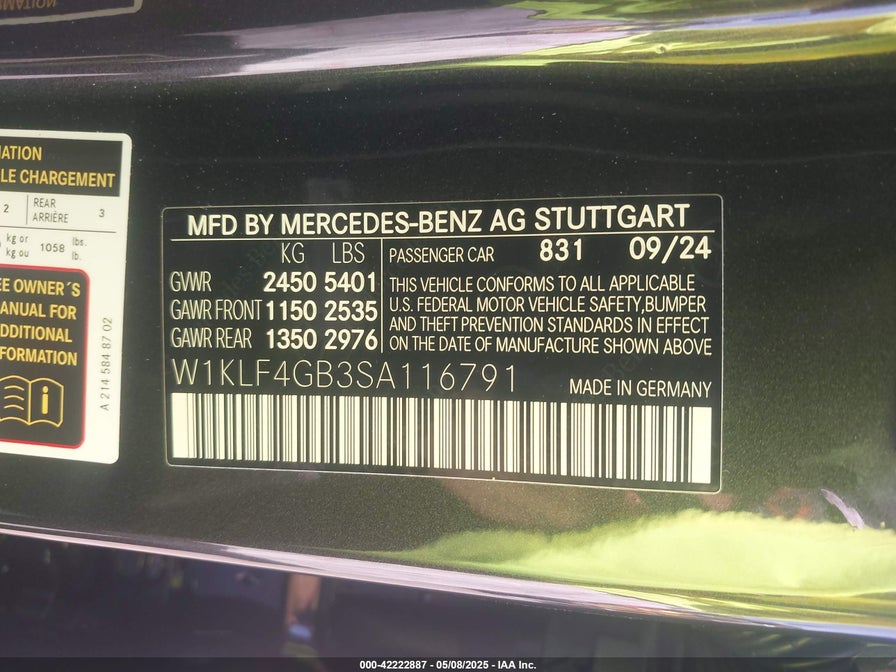 MATION
LE CHARGEMENT
2 REAR ARRIÈRE 3
kg or kg ou 1058 lbs. lb.
EE OWNER´S
ANUAL FOR
DDITIONAL
FORMATION
A 214 584 87 02
MFD BY MERCEDES-BENZ AG STUTTGART
KG LBS
GVWR 2450 5401
GAWR FRONT 1150 2535
GAWR REAR 1350 2976
PASSENGER CAR 831 09/24
THIS VEHICLE CONFORMS TO ALL APPLICABLE
U.S. FEDERAL MOTOR VEHICLE SAFETY,BUMPER
AND THEFT PREVENTION STANDARDS IN EFFECT
ON THE DATE OF MANUFACTURE SHOWN ABOVE
W1KLF4GB3SA116791
MADE IN GERMANY
000-42222887 - 05/08/2025 - IAA Inc.